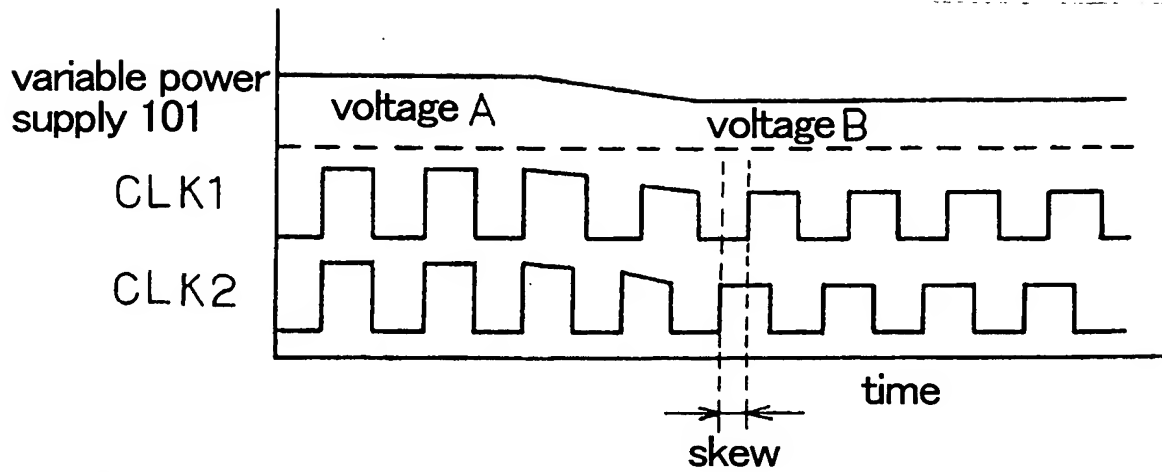 variable power
supply 101
voltage A
voltage B
CLK1
CLK2
time
skew